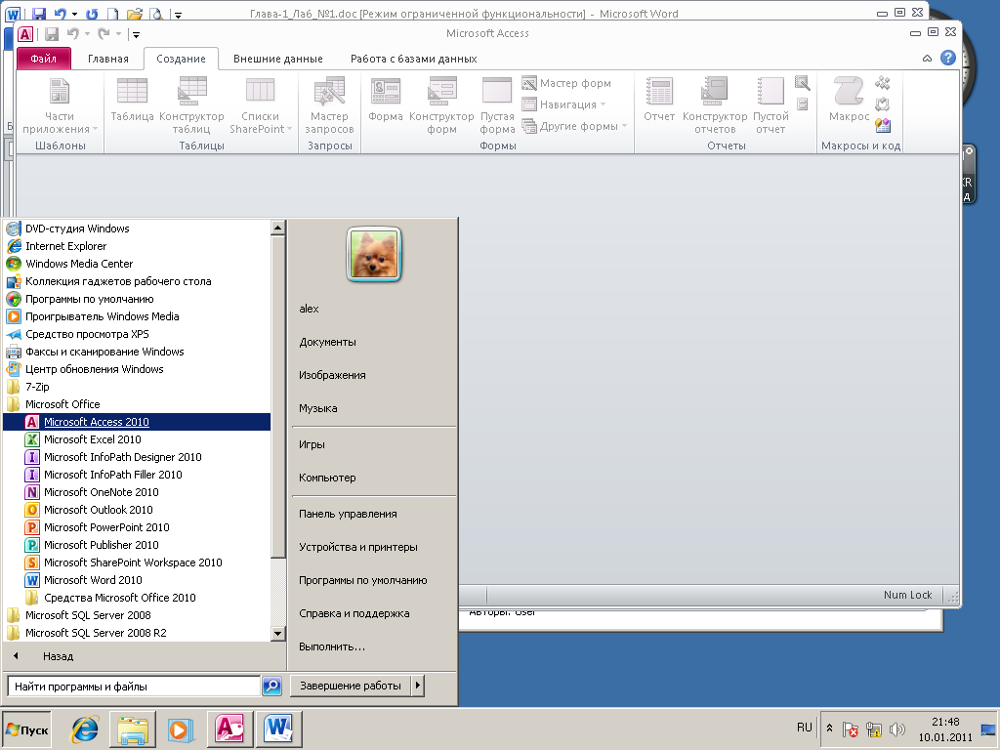 Глава-1_Лаб_№1.doc [Режим ограниченной функциональности] - Microsoft Word
Microsoft Access
Файл
Главная
Создание
Внешние данные
Работа с базами данных
Части приложения
Таблица
Конструктор таблиц
Списки SharePoint
Мастер запросов
Форма
Конструктор форм
Пустая форма
Мастер форм
Навигация
Другие формы
Отчет
Конструктор отчетов
Пустой отчет
Макрос
Шаблоны
Таблицы
Запросы
Формы
Отчеты
Макросы и код
DVD-студия Windows
Internet Explorer
Windows Media Center
Коллекция гаджетов рабочего стола
Программы по умолчанию
Проигрыватель Windows Media
Средство просмотра XPS
Факсы и сканирование Windows
Центр обновления Windows
7-Zip
Microsoft Office
Microsoft Access 2010
Microsoft Excel 2010
Microsoft InfoPath Designer 2010
Microsoft InfoPath Filler 2010
Microsoft OneNote 2010
Microsoft Outlook 2010
Microsoft PowerPoint 2010
Microsoft Publisher 2010
Microsoft SharePoint Workspace 2010
Microsoft Word 2010
Средства Microsoft Office 2010
Microsoft SQL Server 2008
Microsoft SQL Server 2008 R2
Назад
Найти программы и файлы
alex
Документы
Изображения
Музыка
Игры
Компьютер
Панель управления
Устройства и принтеры
Программы по умолчанию
Справка и поддержка
Выполнить...
Завершение работы
Num Lock
Авторы: User
Пуск
RU
21:48
10.01.2011